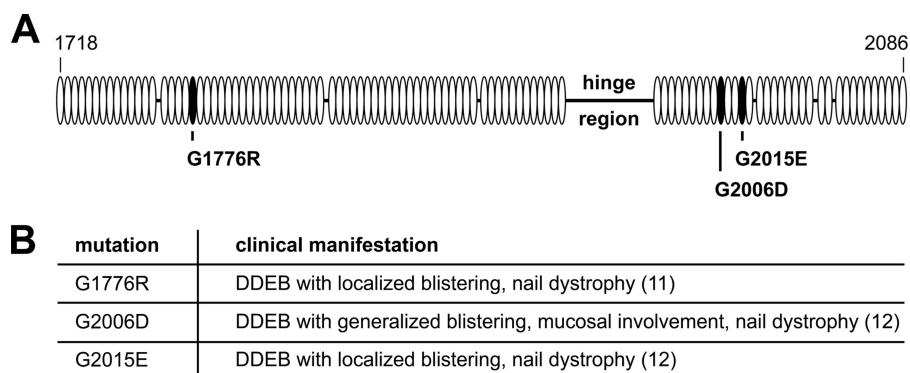 A
1718 2086
hinge
region
G1776R G2015E
G2006D
B mutation clinical manifestation
G1776R DDEB with localized blistering, nail dystrophy (11)
G2006D DDEB with generalized blistering, mucosal involvement, nail dystrophy (12)
G2015E DDEB with localized blistering, nail dystrophy (12)